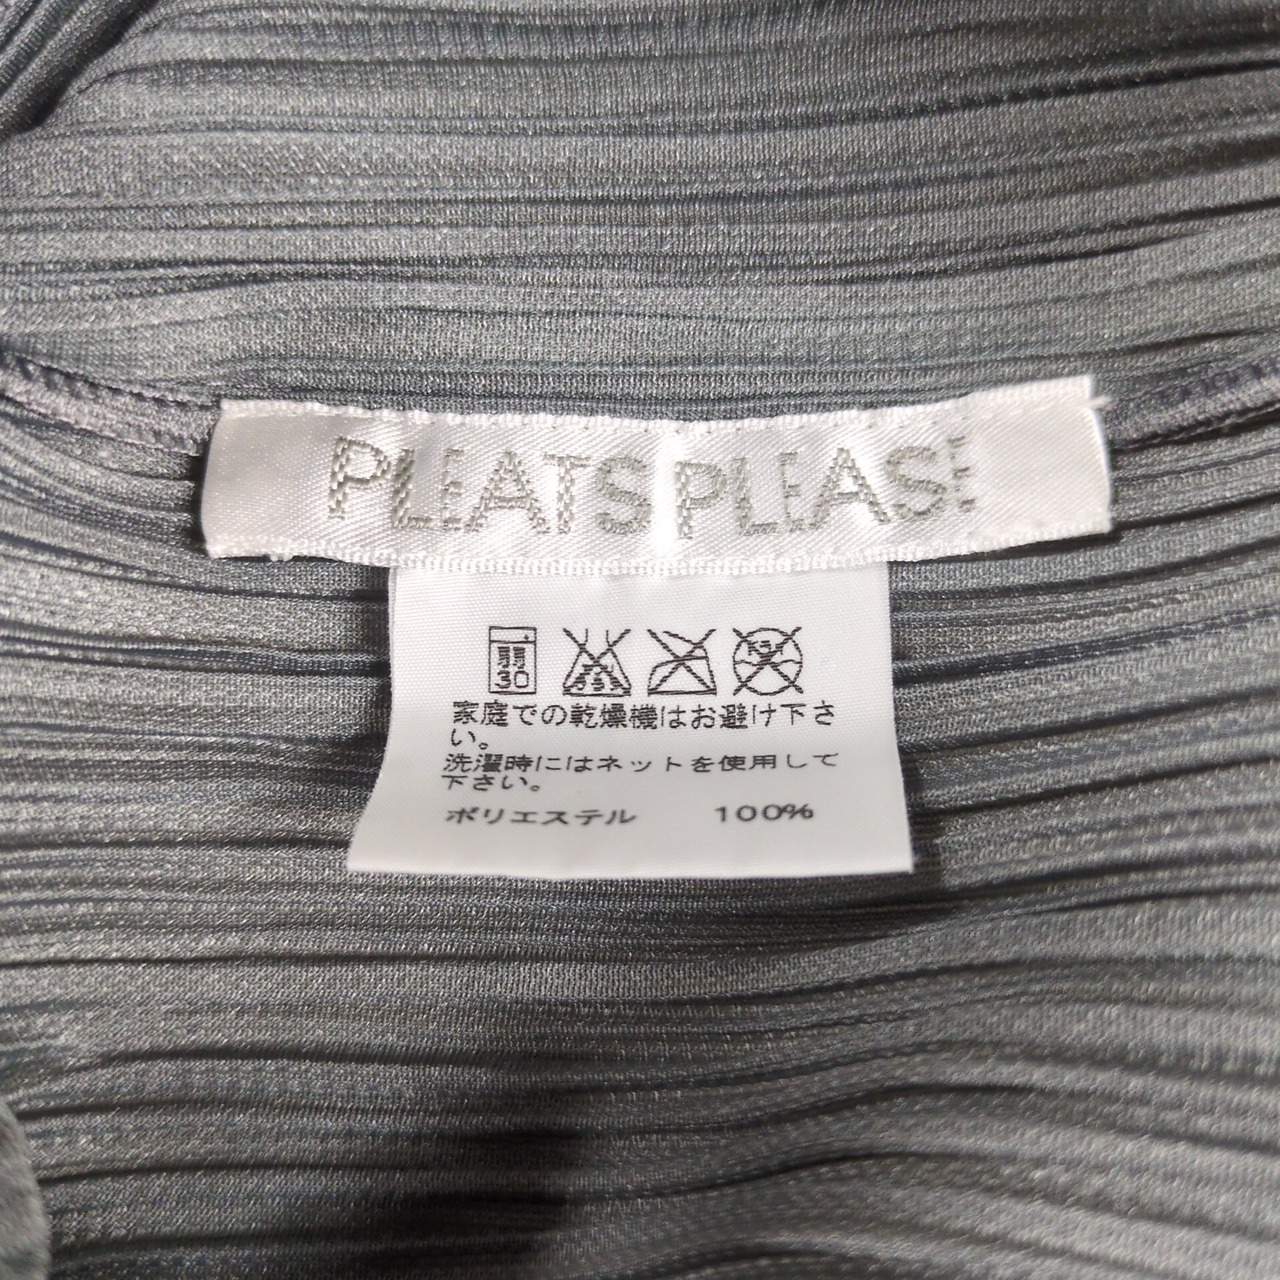 PLEATS PLEAS!
弱
30
家庭での乾燥機はお避け下さ
い。
洗濯時にはネットを使用して
下さい。
ポリエステル 100%